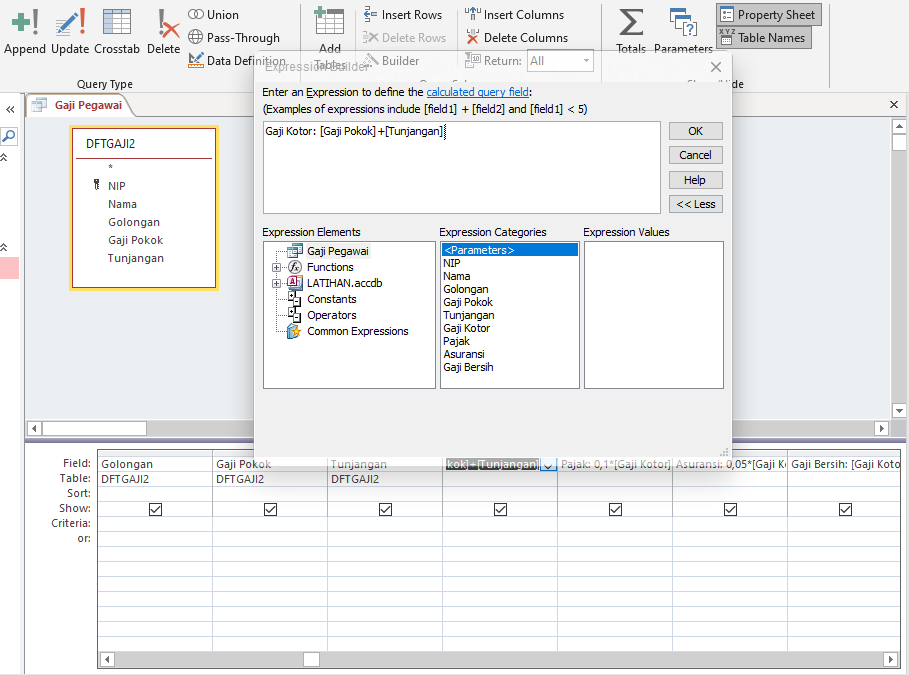 Append Update Crosstab Delete
Union
Pass-Through
Data Definition
Query Type
Add
Tables
Insert Rows
Delete Rows
Builder
Insert Columns
Delete Columns
Return: All
Totals Parameters
Property Sheet
Table Names
Expression Builder
Enter an Expression to define the calculated query field:
(Examples of expressions include [field1] + [field2] and [field1] < 5)
Gaji Kotor: [Gaji Pokok]+[Tunjangan]
OK
Cancel
Help
<< Less
Expression Elements
Gaji Pegawai
Functions
LATIHAN.accdb
Constants
Operators
Common Expressions
Expression Categories
<Parameters>
NIP
Nama
Golongan
Gaji Pokok
Tunjangan
Gaji Kotor
Pajak
Asuransi
Gaji Bersih
Expression Values
Gaji Pegawai
DFTGAJI2
*
NIP
Nama
Golongan
Gaji Pokok
Tunjangan
Field: Golongan Gaji Pokok Tunjangan kok]+[Tunjangan] Pajak: 0,1*[Gaji Kotor] Asuransi: 0,05*[Gaji K Gaji Bersih: [Gaji Koto
Table: DFTGAJI2 DFTGAJI2 DFTGAJI2
Sort:
Show:
Criteria:
or: